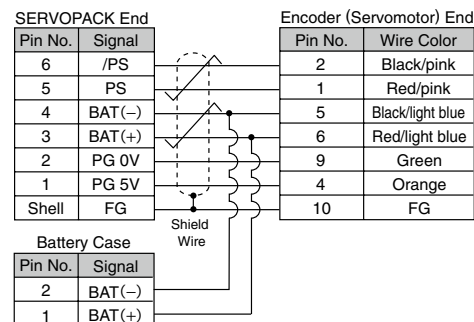 SERVOPACK End
Pin No. Signal
6 /PS
5 PS
4 BAT(−)
3 BAT(+)
2 PG 0V
1 PG 5V
Shell FG
Shield
Wire
Encoder (Servomotor) End
Pin No. Wire Color
2 Black/pink
1 Red/pink
5 Black/light blue
6 Red/light blue
9 Green
4 Orange
10 FG
Battery Case
Pin No. Signal
2 BAT(−)
1 BAT(+)